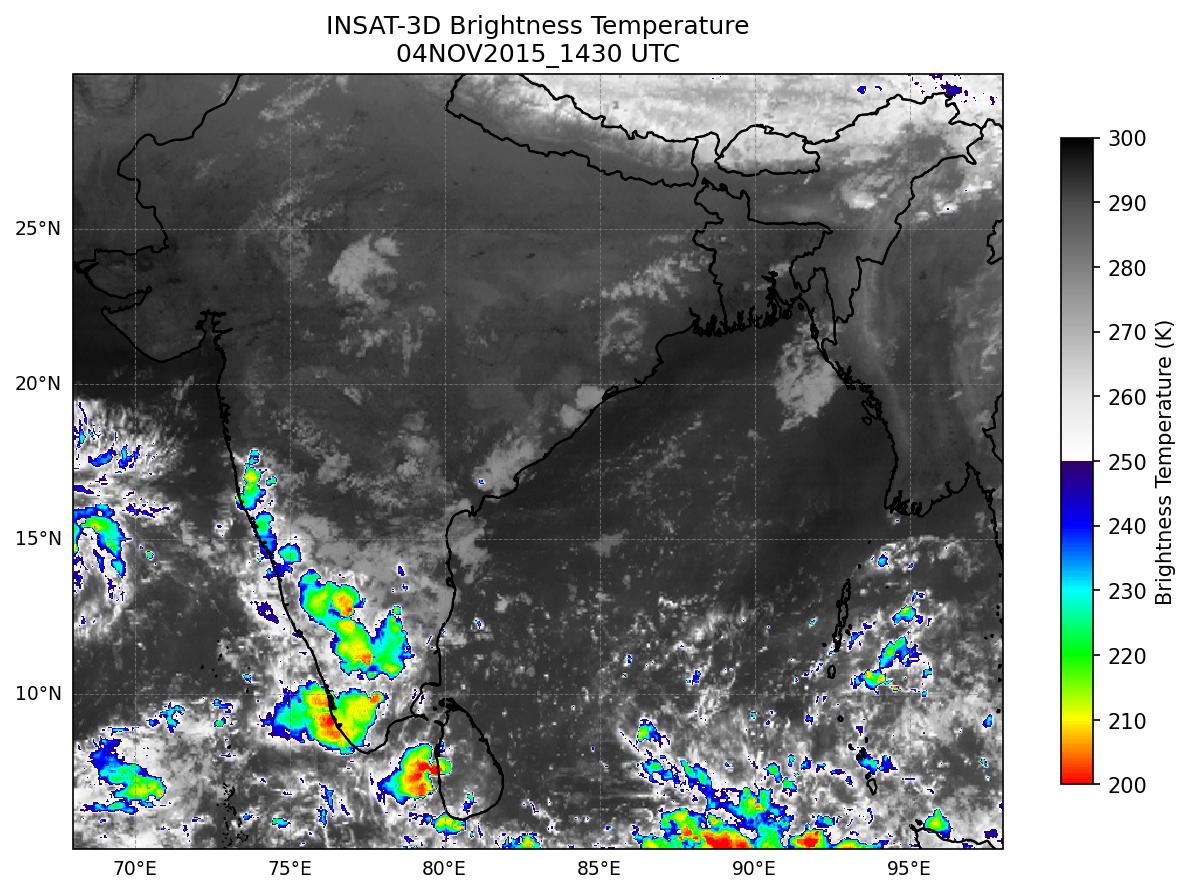 INSAT-3D Brightness Temperature
04NOV2015_1430 UTC
25°N
20°N
15°N
10°N
70°E
75°E
80°E
85°E
90°E
95°E
300
290
280
270
260
250
240
230
220
210
200
Brightness Temperature (K)